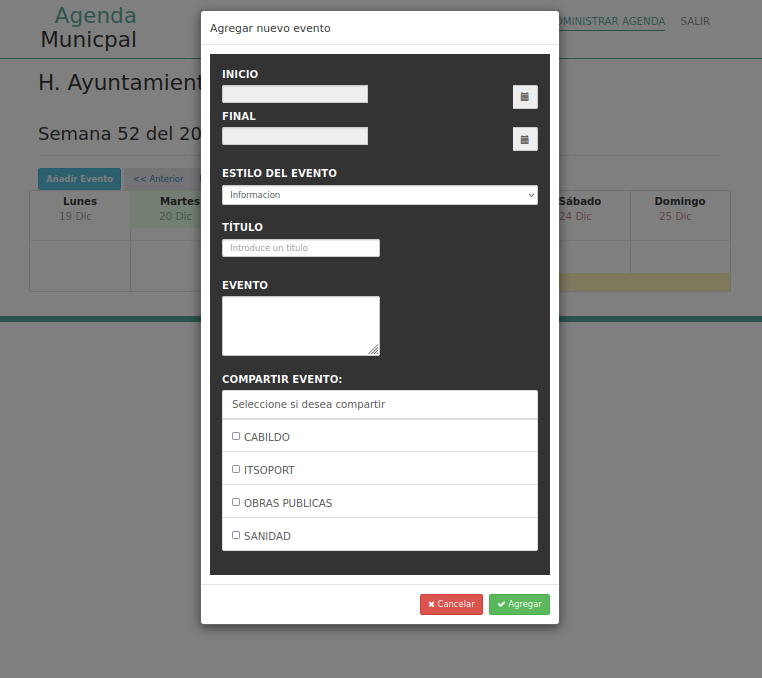 Agenda
Municpal
ADMINISTRAR AGENDA SALIR
H. Ayuntamient
Semana 52 del 20
Añadir Evento << Anterior
Lunes
19 Dic
Martes
20 Dic
Sábado
24 Dic
Domingo
25 Dic
Agregar nuevo evento
INICIO
FINAL
ESTILO DEL EVENTO
Informacion
TÍTULO
Introduce un título
EVENTO
COMPARTIR EVENTO:
Seleccione si desea compartir
CABILDO
ITSOPORT
OBRAS PUBLICAS
SANIDAD
Cancelar Agregar